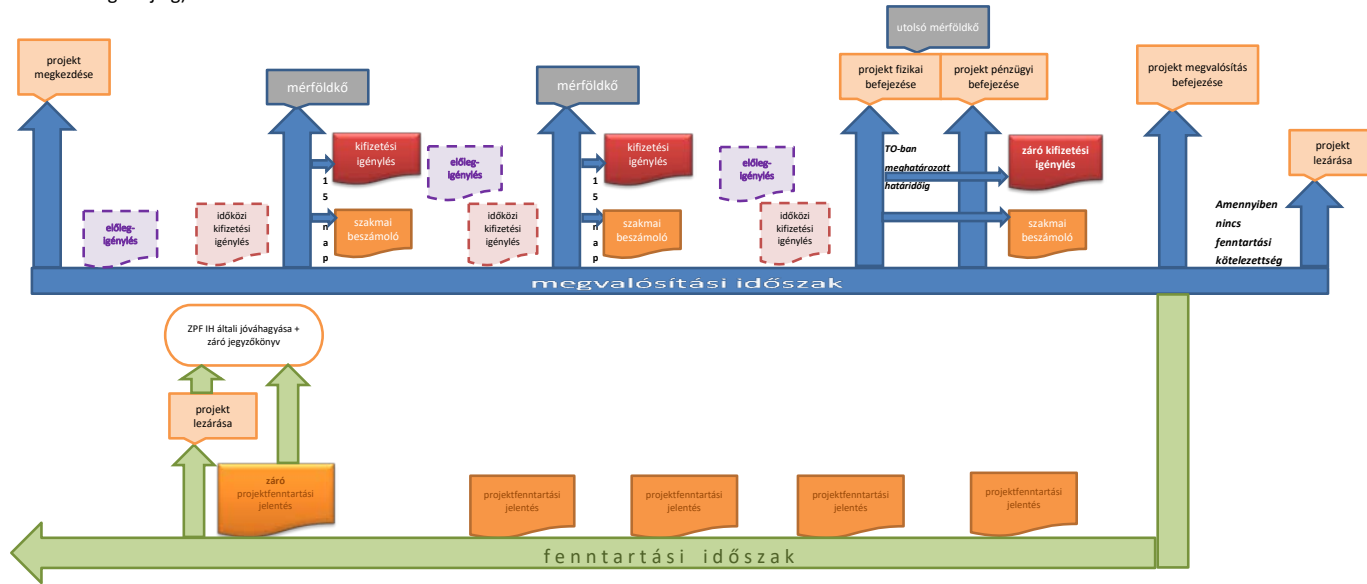 utolsó mérföldkő
projekt
megkezdése
mérföldkő
mérföldkő
projekt fizikai
befejezése
projekt pénzügyi
befejezése
projekt megvalósítás
befejezése
projekt
lezárása
15 nap
kifizetési
igénylés
szakmai
beszámoló
előleg-
igénylés
időközi
kifizetési
igénylés
előleg-
igénylés
időközi
kifizetési
igénylés
15 nap
kifizetési
igénylés
szakmai
beszámoló
előleg-
igénylés
időközi
kifizetési
igénylés
TO-ban
meghatározott
határidőig
záró kifizetési
igénylés
szakmai
beszámoló
Amennyiben
nincs
fenntartási
kötelezettség
megvalósítási időszak
ZPF IH általi jóváhagyása +
záró jegyzőkönyv
projekt
lezárása
záró
projektfenntartási
jelentés
projektfenntartási
jelentés
projektfenntartási
jelentés
projektfenntartási
jelentés
projektfenntartási
jelentés
fenntartási időszak